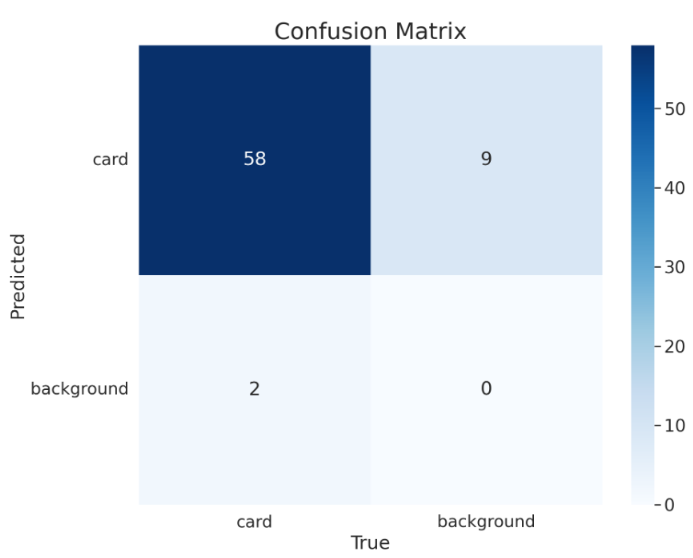 Confusion Matrix
card
58
9
background
2
0
card
background
True
Predicted
50
40
30
20
10
0